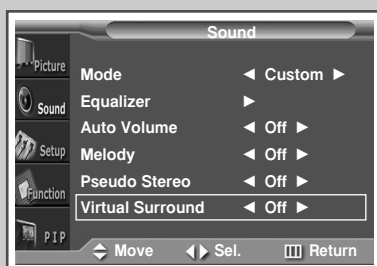 Sound
Picture
Sound
Setup
Function
PIP
Mode ◄ Custom ►
Equalizer ►
Auto Volume ◄ Off ►
Melody ◄ Off ►
Pseudo Stereo ◄ Off ►
Virtual Surround ◄ Off ►
Move Sel. Return